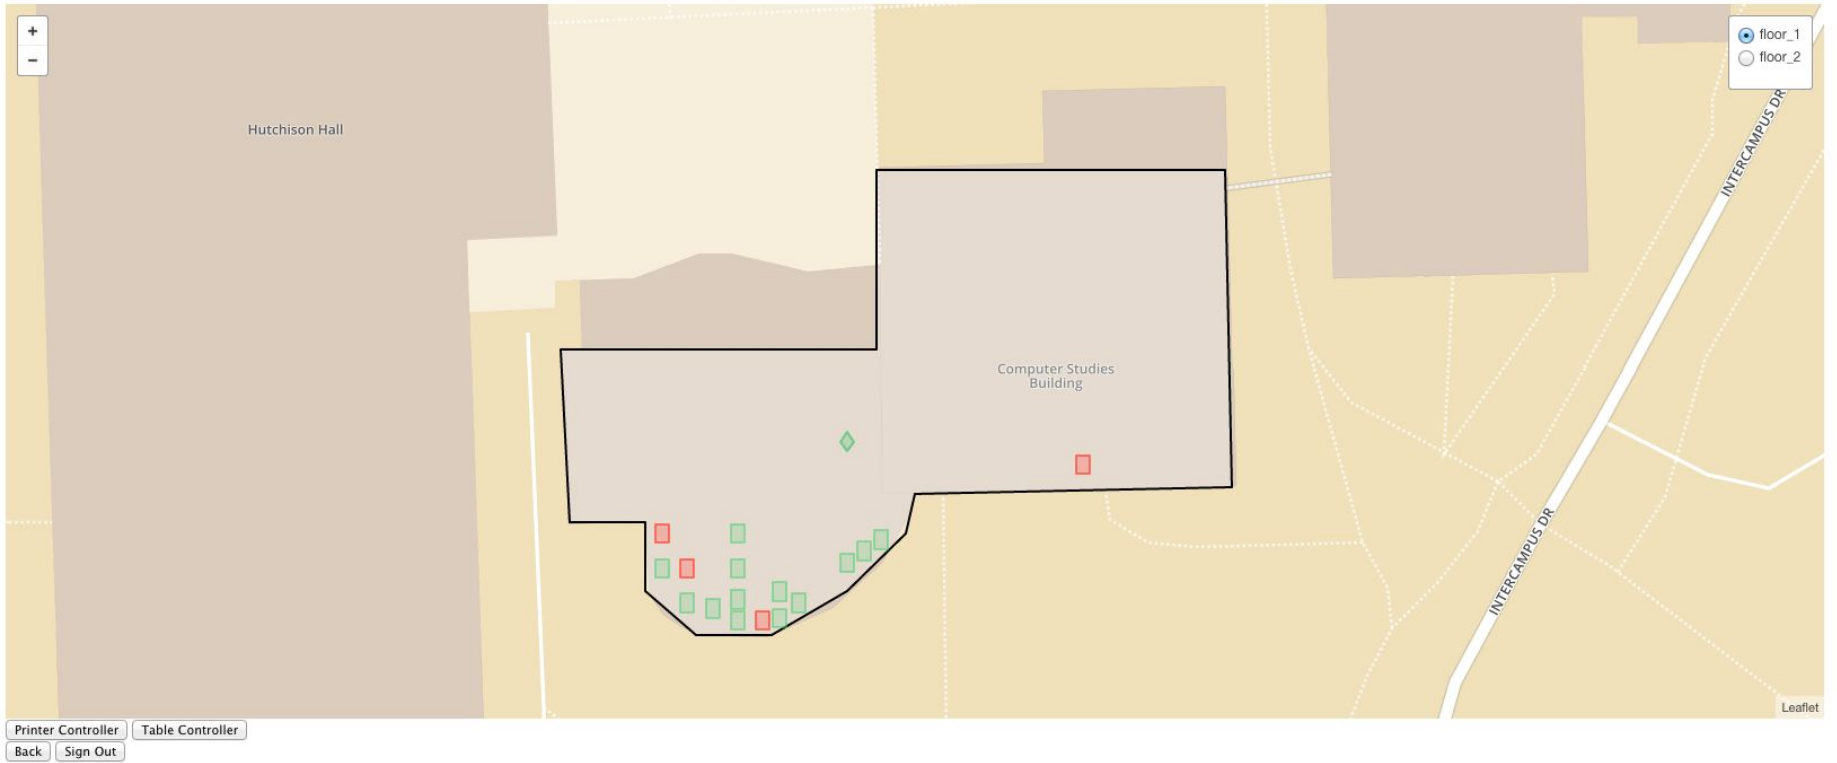 +
−
Hutchison Hall
floor_1
floor_2
INTERCAMPUS DR
Computer Studies
Building
INTERCAMPUS DR
Leaflet
Printer Controller
Table Controller
Back
Sign Out